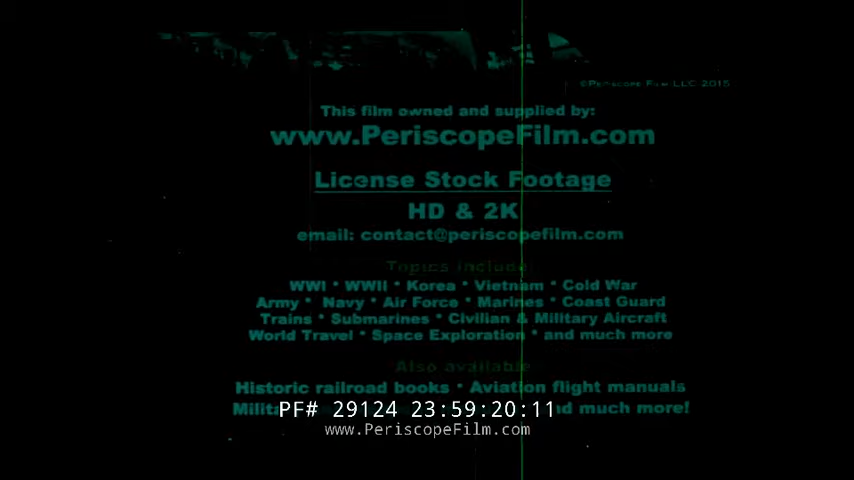 ©Periscope Film LLC 2015
This film owned and supplied by:
www.PeriscopeFilm.com
License Stock Footage
HD & 2K
email: contact@periscopefilm.com
Topics include:
WWI * WWII * Korea * Vietnam * Cold War
Army * Navy * Air Force * Marines * Coast Guard
Trains * Submarines * Civilian & Military Aircraft
World Travel * Space Exploration * and much more
Also available
Historic railroad books * Aviation flight manuals
and much more!
PF# 29124 23:59:20:11
www.PeriscopeFilm.com